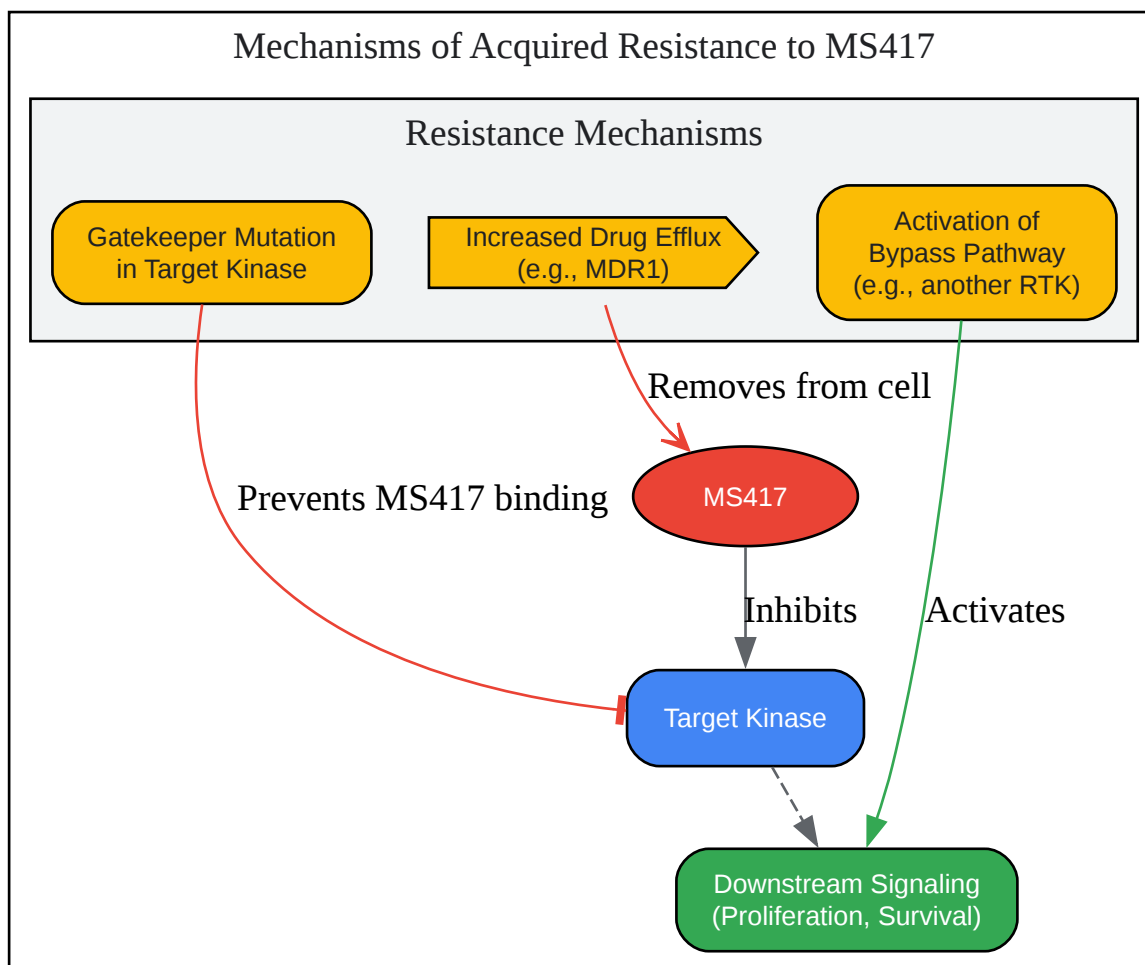 Mechanisms of Acquired Resistance to MS417
Resistance Mechanisms
Gatekeeper Mutation
in Target Kinase
Increased Drug Efflux
(e.g., MDR1)
Activation of
Bypass Pathway
(e.g., another RTK)
Removes from cell
Prevents MS417 binding
MS417
Inhibits
Activates
Target Kinase
Downstream Signaling
(Proliferation, Survival)